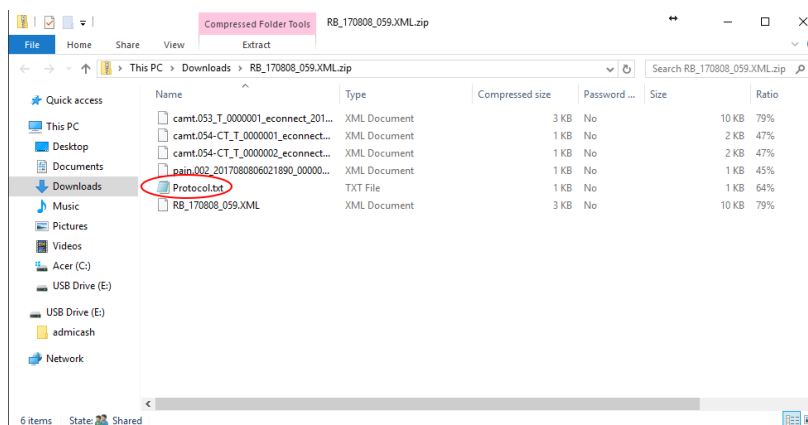 Compressed Folder Tools RB_170808_059.XML.zip
File Home Share View Extract
This PC > Downloads > RB_170808_059.XML.zip Search RB_170808_059.XML.zip
Name Type Compressed size Password ... Size Ratio
Quick access
This PC
Desktop
Documents
Downloads
Music
Pictures
Videos
Acer (C:)
USB Drive (E:)
USB Drive (E:)
admicash
Network
camt.053_T_0000001_econnect_201... XML Document 3 KB No 10 KB 79%
camt.054-CT_T_0000001_econnect... XML Document 1 KB No 2 KB 47%
camt.054-CT_T_0000002_econnect... XML Document 1 KB No 2 KB 47%
pain.002_2017080806021890_00000... XML Document 1 KB No 1 KB 45%
Protocol.txt TXT File 1 KB No 1 KB 64%
RB_170808_059.XML XML Document 3 KB No 10 KB 79%
6 items State: Shared